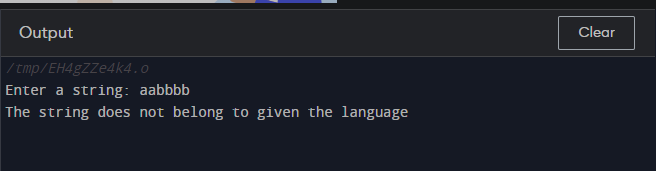 Output
Clear
/tmp/EH4gZZe4k4.o
Enter a string: aabbbb
The string does not belong to given the language